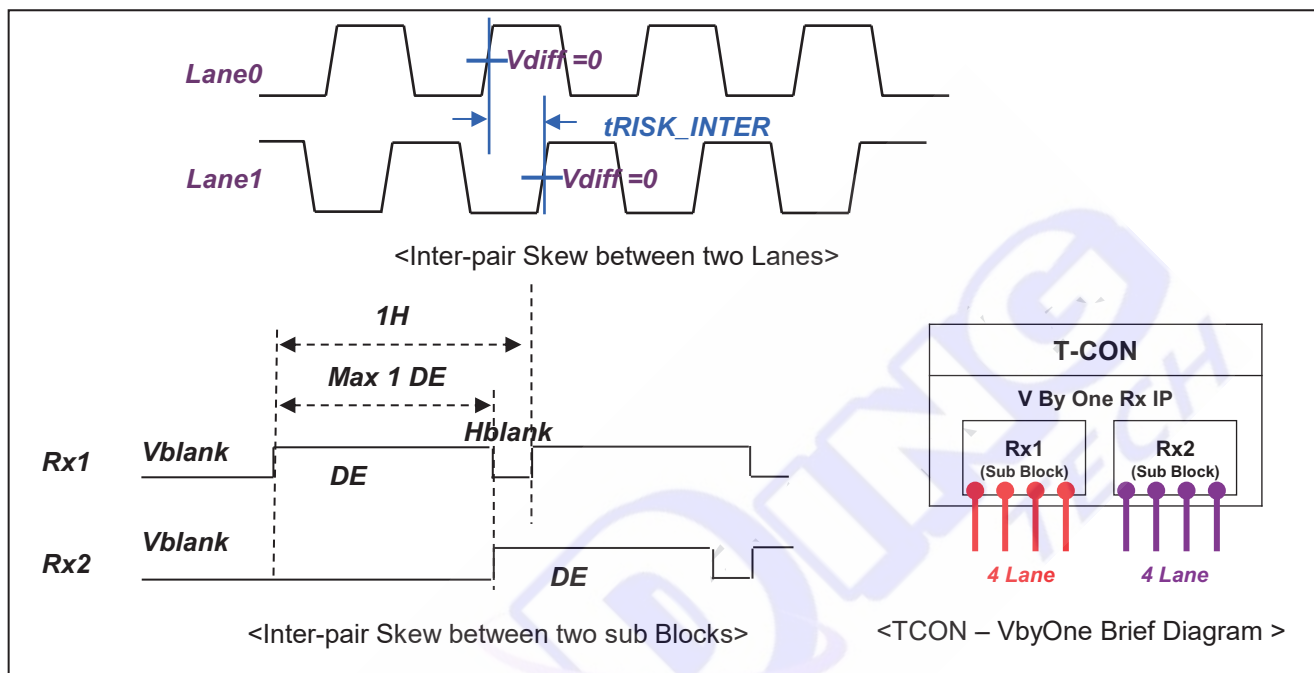 Lane0
Vdiff =0
tRISK_INTER
Lane1
Vdiff =0
<Inter-pair Skew between two Lanes>
1H
Max 1 DE
Hblank
Rx1
Vblank
DE
Rx2
Vblank
DE
<Inter-pair Skew between two sub Blocks>
T-CON
V By One Rx IP
Rx1
(Sub Block)
Rx2
(Sub Block)
4 Lane
4 Lane
<TCON – VbyOne Brief Diagram >
DING
TECH